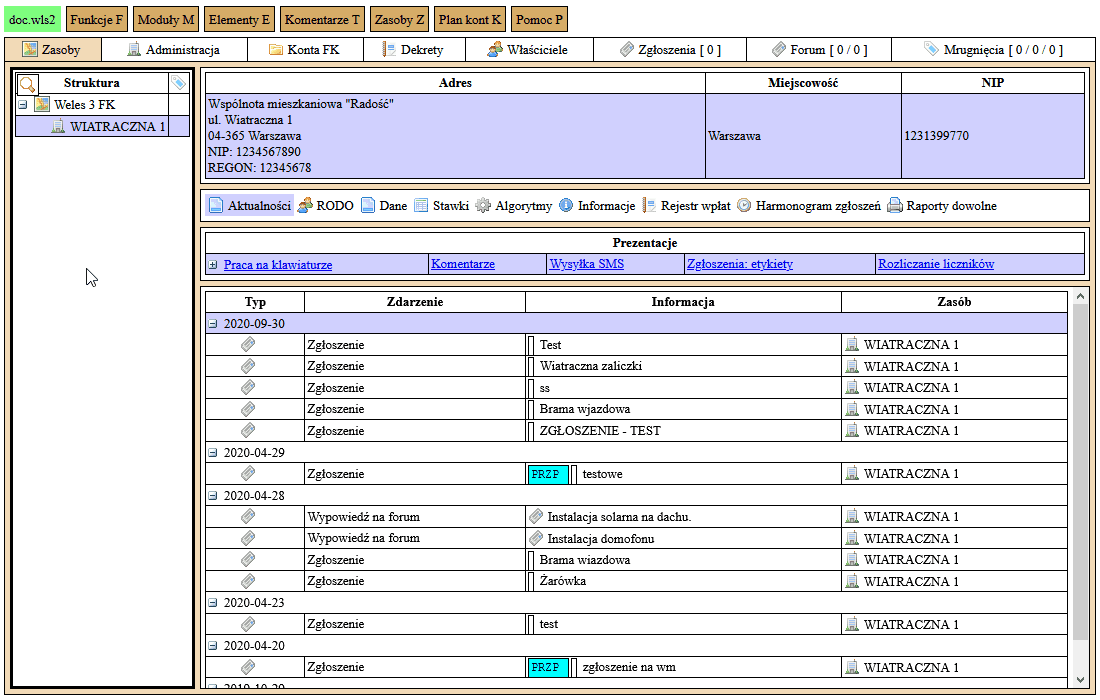 doc.wls2 Funkcje F Moduły M Elementy E Komentarze T Zasoby Z Plan kont K Pomoc P
Zasoby Administracja Konta FK Dekrety Właściciele Zgłoszenia [ 0 ] Forum [ 0 / 0 ] Mrugnięcia [ 0 / 0 / 0 ]
Struktura
Weles 3 FK
WIATRACZNA 1
Adres Miejscowość NIP
Wspólnota mieszkaniowa "Radość"
ul. Wiatraczna 1
04-365 Warszawa
NIP: 1234567890
REGON: 12345678
Warszawa
1231399770
Aktualności RODO Dane Stawki Algorytmy Informacje Rejestr wpłat Harmonogram zgłoszeń Raporty dowolne
Prezentacje
Praca na klawiaturze Komentarze Wysyłka SMS Zgłoszenia: etykiety Rozliczanie liczników
Typ Zdarzenie Informacja Zasób
2020-09-30
Zgłoszenie Test WIATRACZNA 1
Zgłoszenie Wiatraczna zaliczki WIATRACZNA 1
Zgłoszenie ss WIATRACZNA 1
Zgłoszenie Brama wjazdowa WIATRACZNA 1
Zgłoszenie ZGŁOSZENIE - TEST WIATRACZNA 1
2020-04-29
Zgłoszenie PRZP testowe WIATRACZNA 1
2020-04-28
Wypowiedź na forum Instalacja solarna na dachu. WIATRACZNA 1
Wypowiedź na forum Instalacja domofonu WIATRACZNA 1
Zgłoszenie Brama wiazdowa WIATRACZNA 1
Zgłoszenie Żarówka WIATRACZNA 1
2020-04-23
Zgłoszenie test WIATRACZNA 1
2020-04-20
Zgłoszenie PRZP zgłoszenie na wm WIATRACZNA 1